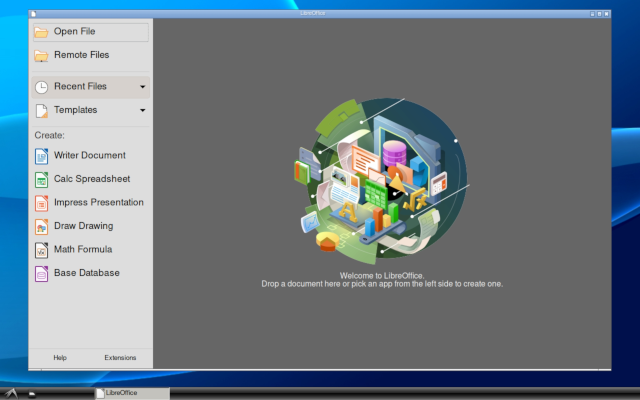 LibreOffice
Open File
Remote Files
Recent Files
Templates
Create:
Writer Document
Calc Spreadsheet
Impress Presentation
Draw Drawing
Math Formula
Base Database
Welcome to LibreOffice.
Drop a document here or pick an app from the left side to create one.
Help
Extensions
LibreOffice